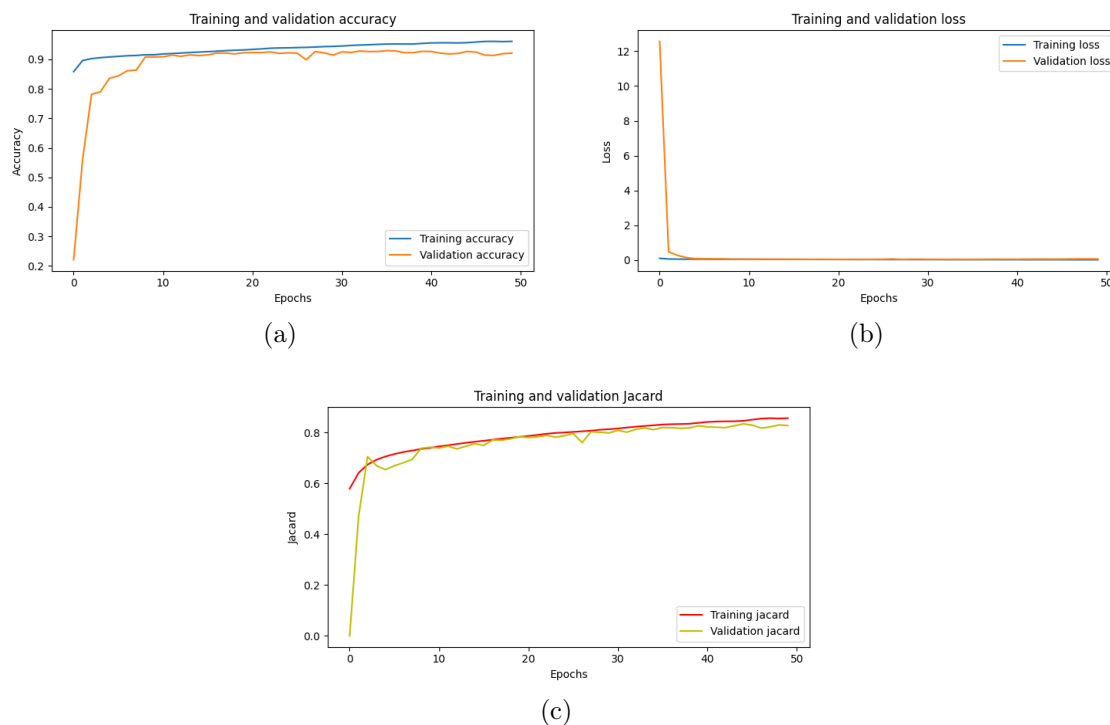 Training and validation accuracy
Accuracy
0.9
0.8
0.7
0.6
0.5
0.4
0.3
0.2
Training accuracy
Validation accuracy
0 10 20 30 40 50
Epochs
(a)
Training and validation loss
Loss
12
10
8
6
4
2
0
Training loss
Validation loss
0 10 20 30 40 50
Epochs
(b)
Training and validation Jacard
Jacard
0.8
0.6
0.4
0.2
0.0
Training jacard
Validation jacard
0 10 20 30 40 50
Epochs
(c)